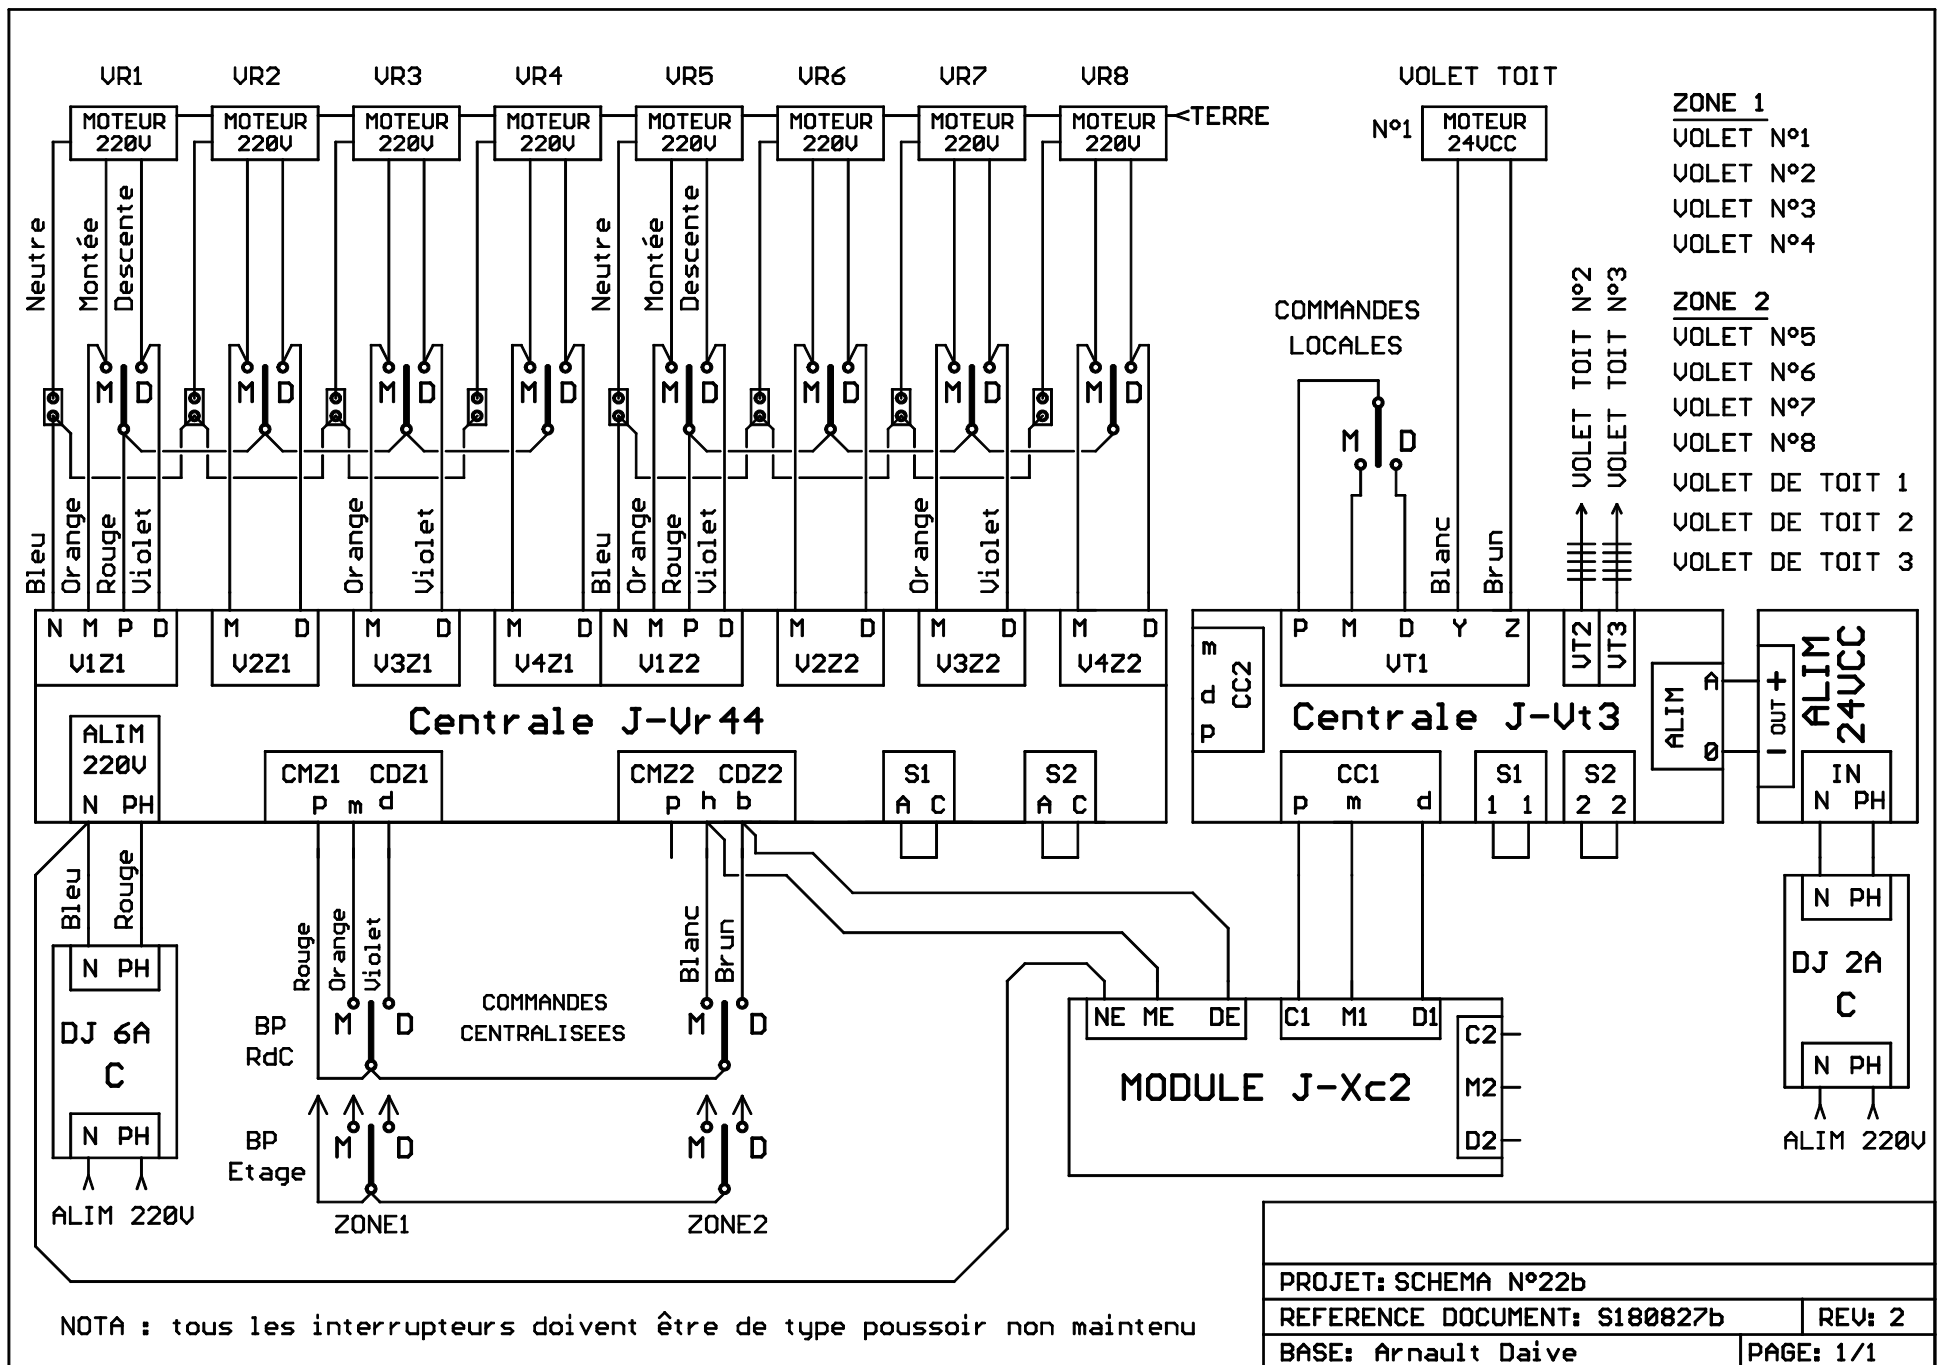 VR1 VR2 VR3 VR4 VR5 VR6 VR7 VR8 VOLET TOIT
MOTEUR 220V
MOTEUR 220V
MOTEUR 220V
MOTEUR 220V
MOTEUR 220V
MOTEUR 220V
MOTEUR 220V
MOTEUR 220V
<TERRE
N°1
MOTEUR 24VCC
ZONE 1
VOLET N°1
VOLET N°2
VOLET N°3
VOLET N°4
ZONE 2
VOLET N°5
VOLET N°6
VOLET N°7
VOLET N°8
VOLET DE TOIT 1
VOLET DE TOIT 2
VOLET DE TOIT 3
Neutre
Montée
Descente
Neutre
Montée
Descente
COMMANDES
LOCALES
VOLET TOIT N°2
VOLET TOIT N°3
M D M D M D M D M D M D M D M D
M D
Bleu
Orange
Rouge
Violet
Orange
Violet
Bleu
Orange
Rouge
Violet
Orange
Violet
Blanc
Brun
N M P D
V1Z1
M D
V2Z1
M D
V3Z1
M D
V4Z1
N M P D
V1Z2
M D
V2Z2
M D
V3Z2
M D
V4Z2
Centrale J-Vr44
ALIM
220V
N PH
CMZ1 CDZ1
p m d
CMZ2 CDZ2
p h b
S1
A C
S2
A C
m d p
CC2
P M D Y Z
VT1
VT2
VT3
Centrale J-Vt3
ALIM
A
0
CC1
p m d
S1
1 1
S2
2 2
OUT
+
-
ALIM
24VCC
IN
N PH
Bleu
Rouge
N PH
DJ 6A
C
N PH
ALIM 220V
Rouge
Orange
Violet
Blanc
Brun
BP
RdC
M D
COMMANDES
CENTRALISEES
M D
BP
Etage
M D
M D
ZONE1
ZONE2
NE ME DE
C1 M1 D1
C2
M2
D2
MODULE J-Xc2
N PH
DJ 2A
C
N PH
ALIM 220V
NOTA : tous les interrupteurs doivent être de type poussoir non maintenu
PROJET: SCHEMA N°22b
REFERENCE DOCUMENT: S180827b REV: 2
BASE: Arnault Daive PAGE: 1/1